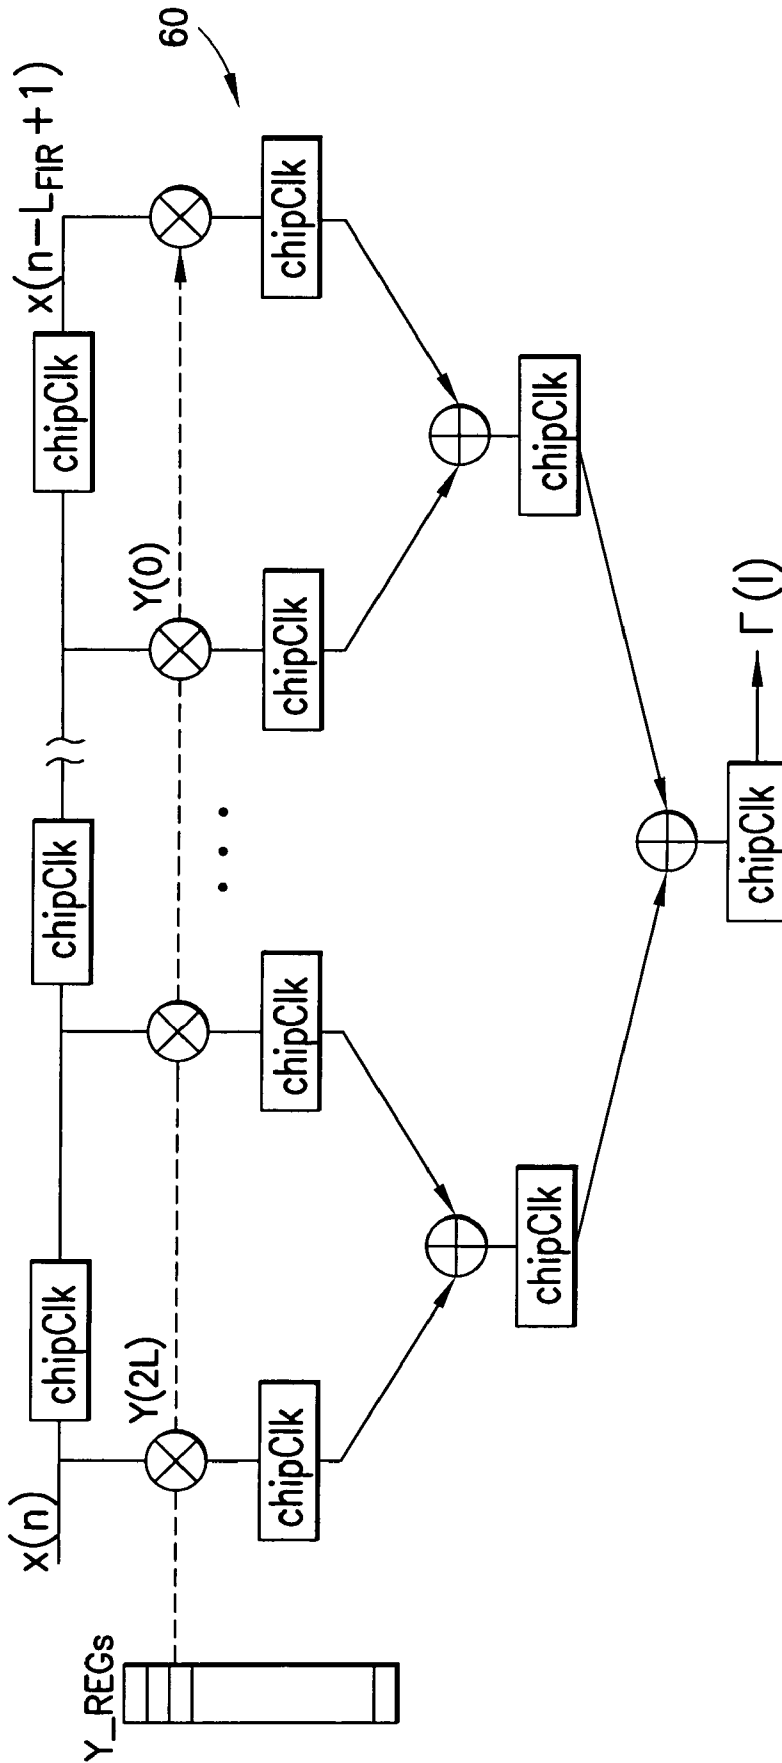 60
x(n)
x(n−L_FIR+1)
chipClk
chipClk
chipClk
Y_REGs
Y(2L)
Y(0)
chipClk
chipClk
chipClk
chipClk
chipClk
chipClk
chipClk
Γ(l)